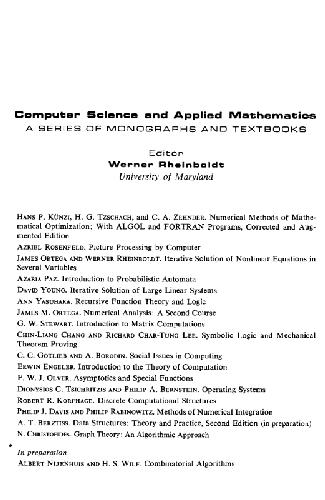 Computer Science and Applied Mathematics
A SERIES OF MONOGRAPHS AND TEXTBOOKS
Editor
Werner Rheinboldt
University of Maryland
HANS P. KÜNZI, H. G. TZSCHACH, and C. A. ZEHNDER. Numerical Methods of Mathe-
matical Optimization; With ALGOL and FORTRAN Programs, Corrected and Aug-
mented Edition
AZRIEL ROSENFELD. Picture Processing by Computer
JAMES ORTEGA AND WERNER RHEINBOLDT. Iterative Solution of Nonlinear Equations in
Several Variables
AZARIA PAZ. Introduction to Probabilistic Automata
DAVID YOUNG. Iterative Solution of Large Linear Systems
ANN YASUHARA. Recursive Function Theory and Logic
JAMES M. ORTEGA. Numerical Analysis: A Second Course
G. W. STEWART. Introduction to Matrix Computations
CHIN-LIANG CHANG AND RICHARD CHAR-TUNG LEE. Symbolic Logic and Mechanical
Theorem Proving
C. C. GOTLIEB AND A. BORODIN. Social Issues in Computing
ERWIN ENGELER. Introduction to the Theory of Computation
F. W. J. OLVER. Asymptotics and Special Functions
DIONYSIOS C. TSICHRITZIS AND PHILIP A. BERNSTEIN. Operating Systems
ROBERT R. KORFHAGE. Discrete Computational Structures
PHILIP J. DAVIS AND PHILIP RABINOWITZ. Methods of Numerical Integration
A. T. BERZTISS. Data Structures: Theory and Practice, Second Edition (in preparation)
N. CHRISTOFIDES. Graph Theory: An Algorithmic Approach
In preparation
ALBERT NIJENHUIS AND H. S. WILF. Combinatorial Algorithms